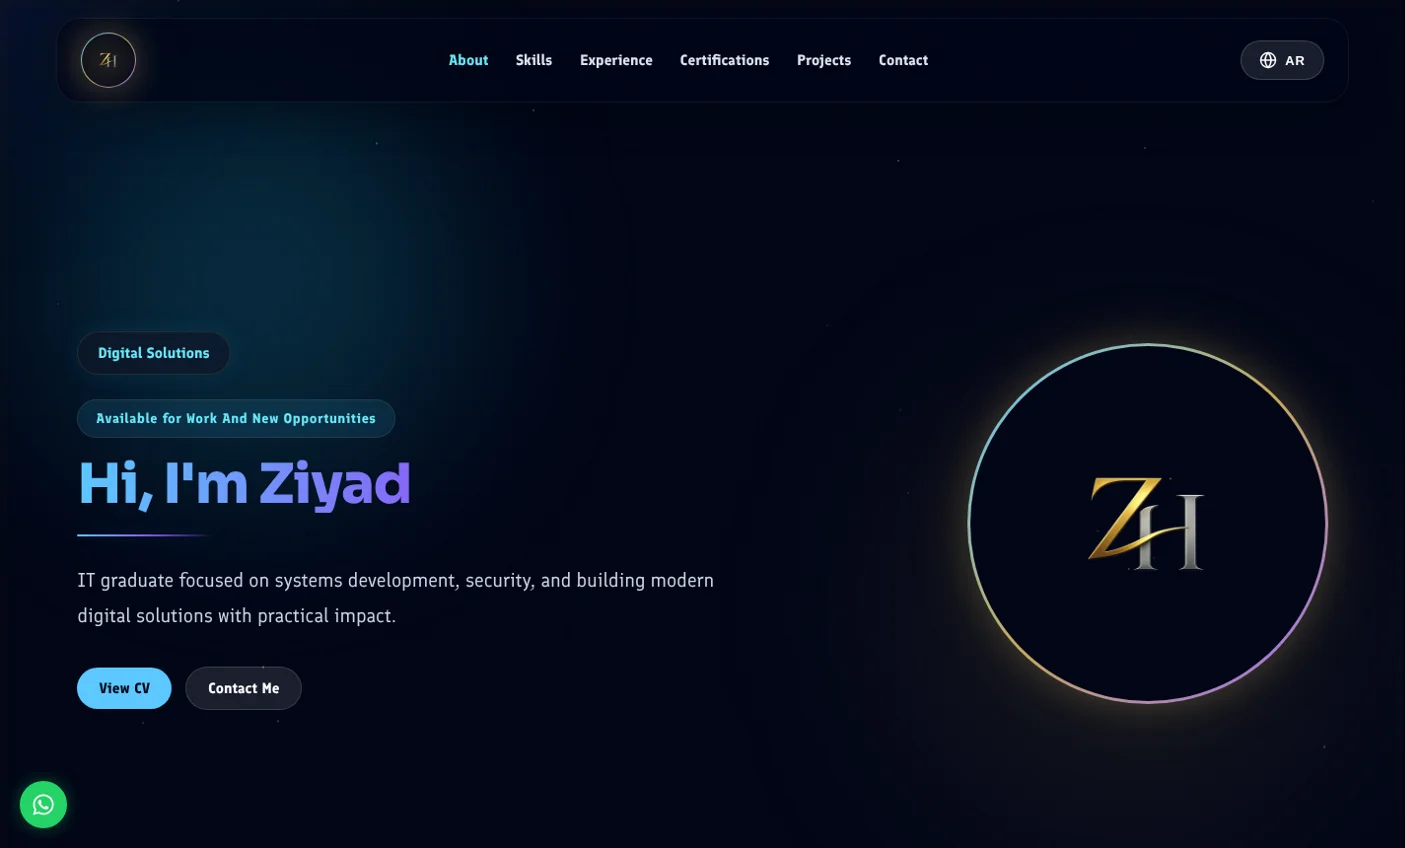 ZH
About
Skills
Experience
Certifications
Projects
Contact
AR
Digital Solutions
Available for Work And New Opportunities
Hi, I'm Ziyad
IT graduate focused on systems development, security, and building modern
digital solutions with practical impact.
View CV
Contact Me
ZH